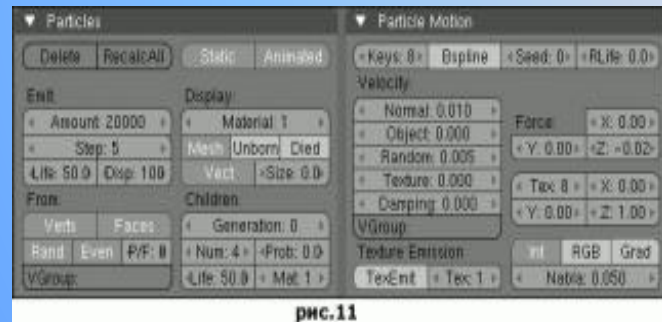 Particles
Delete RecalcAll Static Animated
Emit: Display:
Amount: 20000 Material: 1
Step: 5 Mesh Unborn Died
Life: 50.0 Disp: 100 Vect Size: 0.0
From: Children:
Verts Faces Generation: 0
Rand Even P/F: 0 Num: 4 Prob: 0.0
VGroup: Life: 50.0 Mat: 1
Particle Motion
Keys: 8 Bspline Seed: 0 RLife: 0.0
Velocity:
Normal: 0.010
Object: 0.000 Force: X: 0.00
Random: 0.005 Y: 0.00 Z: -0.02
Texture: 0.000 Tex: 8 X: 0.00
Damping: 0.000 Y: 0.00 Z: 1.00
VGroup:
Texture Emission Int RGB Grad
TexEmit Tex: 1 Nabla: 0.050
рис.11